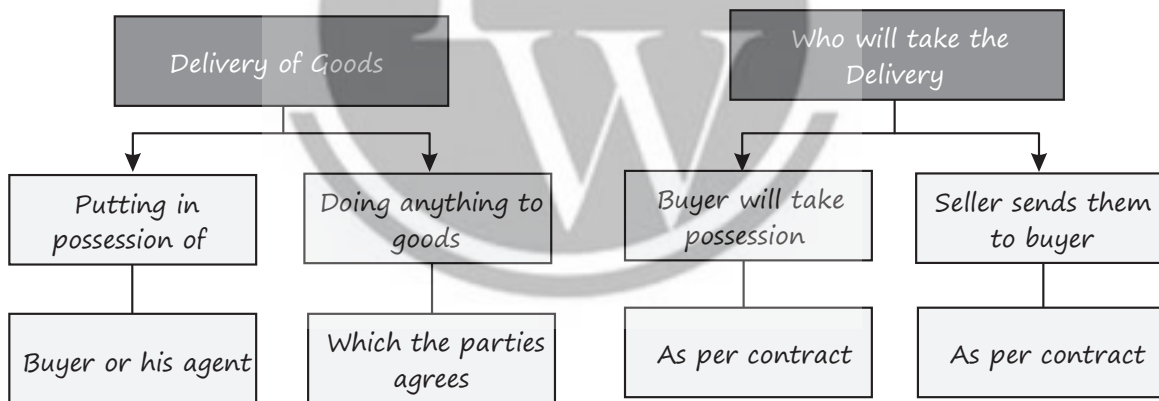 Delivery of Goods
Who will take the
Delivery
Putting in
possession of
Doing anything to
goods
Buyer will take
possession
Seller sends them
to buyer
Buyer or his agent
Which the parties
agrees
As per contract
As per contract
W